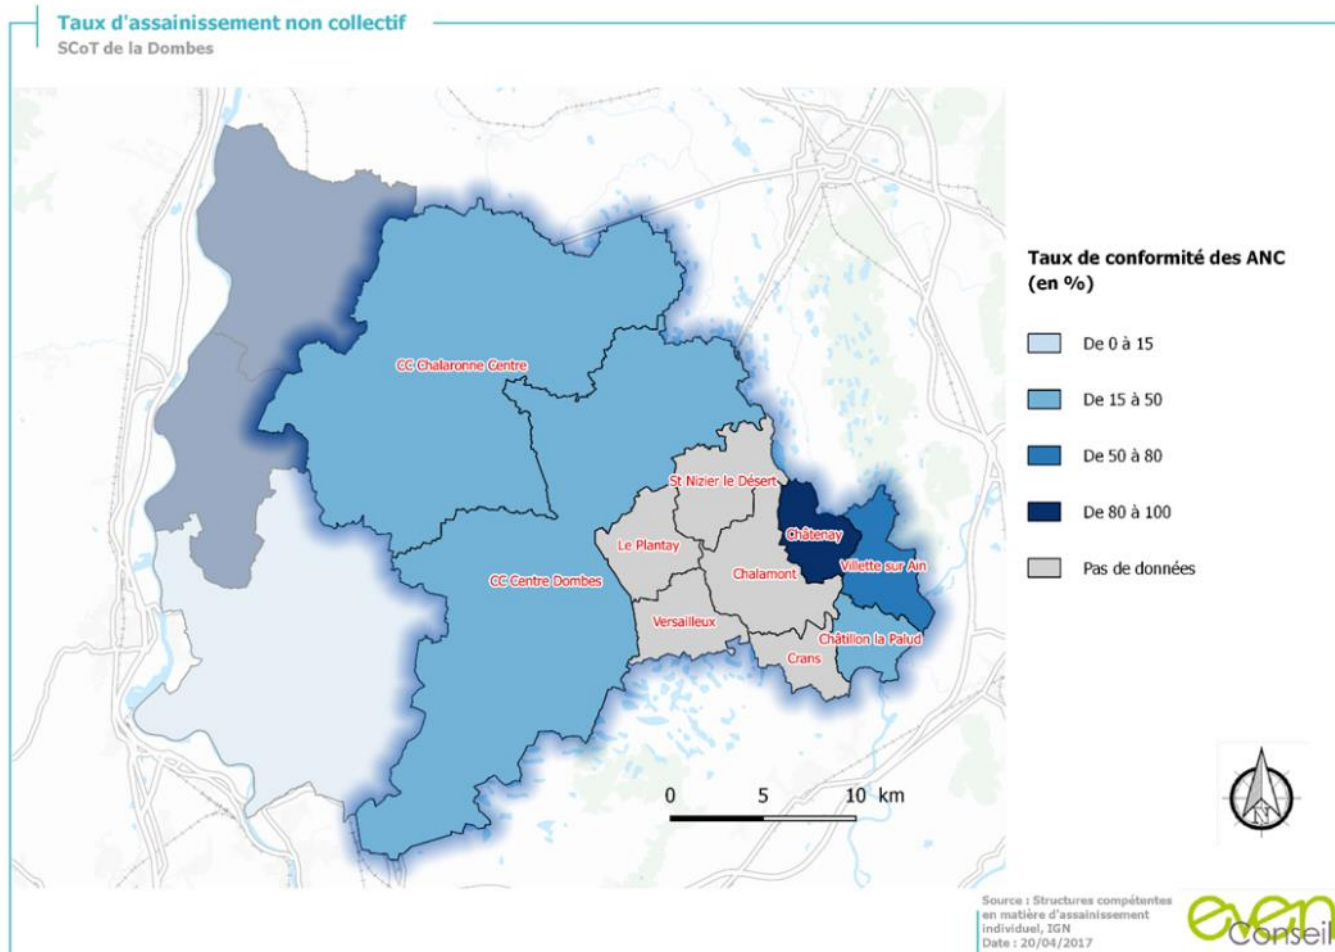 Taux d'assainissement non collectif
SCoT de la Dombes
CC Chalaronne Centre
St Nizier le Désert
Châtenay
Le Plantay
Villette sur Ain
Chalamont
CC Centre Dombes
Versailleux
Châtillon la Palud
Crans
0 5 10 km
Taux de conformité des ANC
(en %)
De 0 à 15
De 15 à 50
De 50 à 80
De 80 à 100
Pas de données
N
Source : Structures compétentes
en matière d'assainissement
individuel, IGN
Date : 20/04/2017
even
Conseil